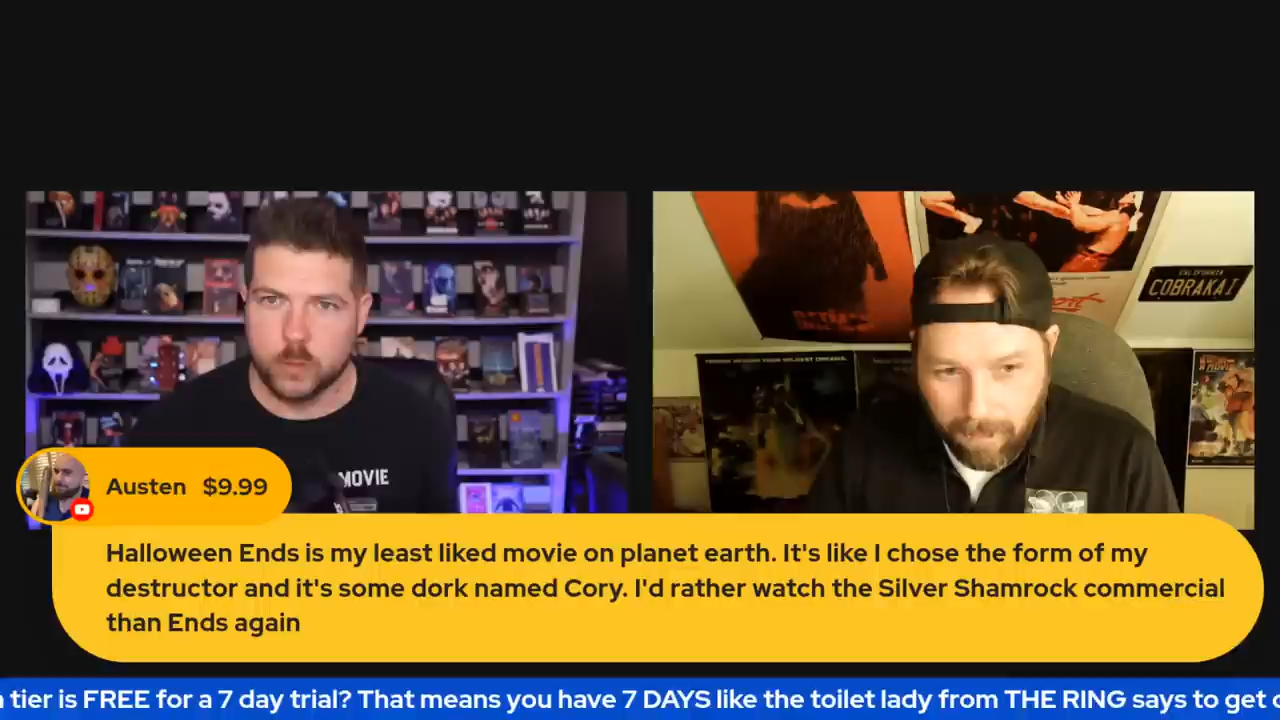 CALIFORNIA
COBRAKAI
MOVIE
Austen $9.99
Halloween Ends is my least liked movie on planet earth. It's like I chose the form of my
destructor and it's some dork named Cory. I'd rather watch the Silver Shamrock commercial
than Ends again
tier is FREE for a 7 day trial? That means you have 7 DAYS like the toilet lady from THE RING says to get